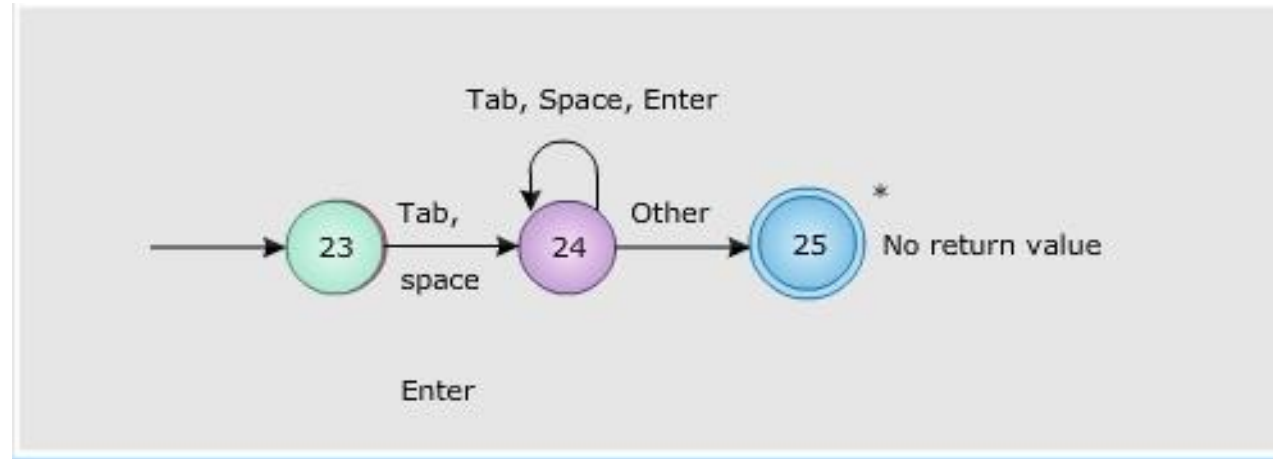 Tab, Space, Enter
*
Tab,
Other
23
24
25
No return value
space
Enter